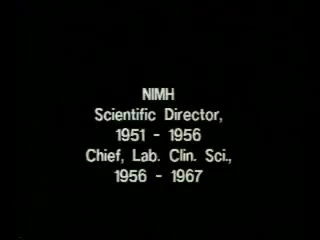 NIMH
Scientific Director,
1951 - 1956
Chief, Lab. Clin. Sci.,
1956 - 1967